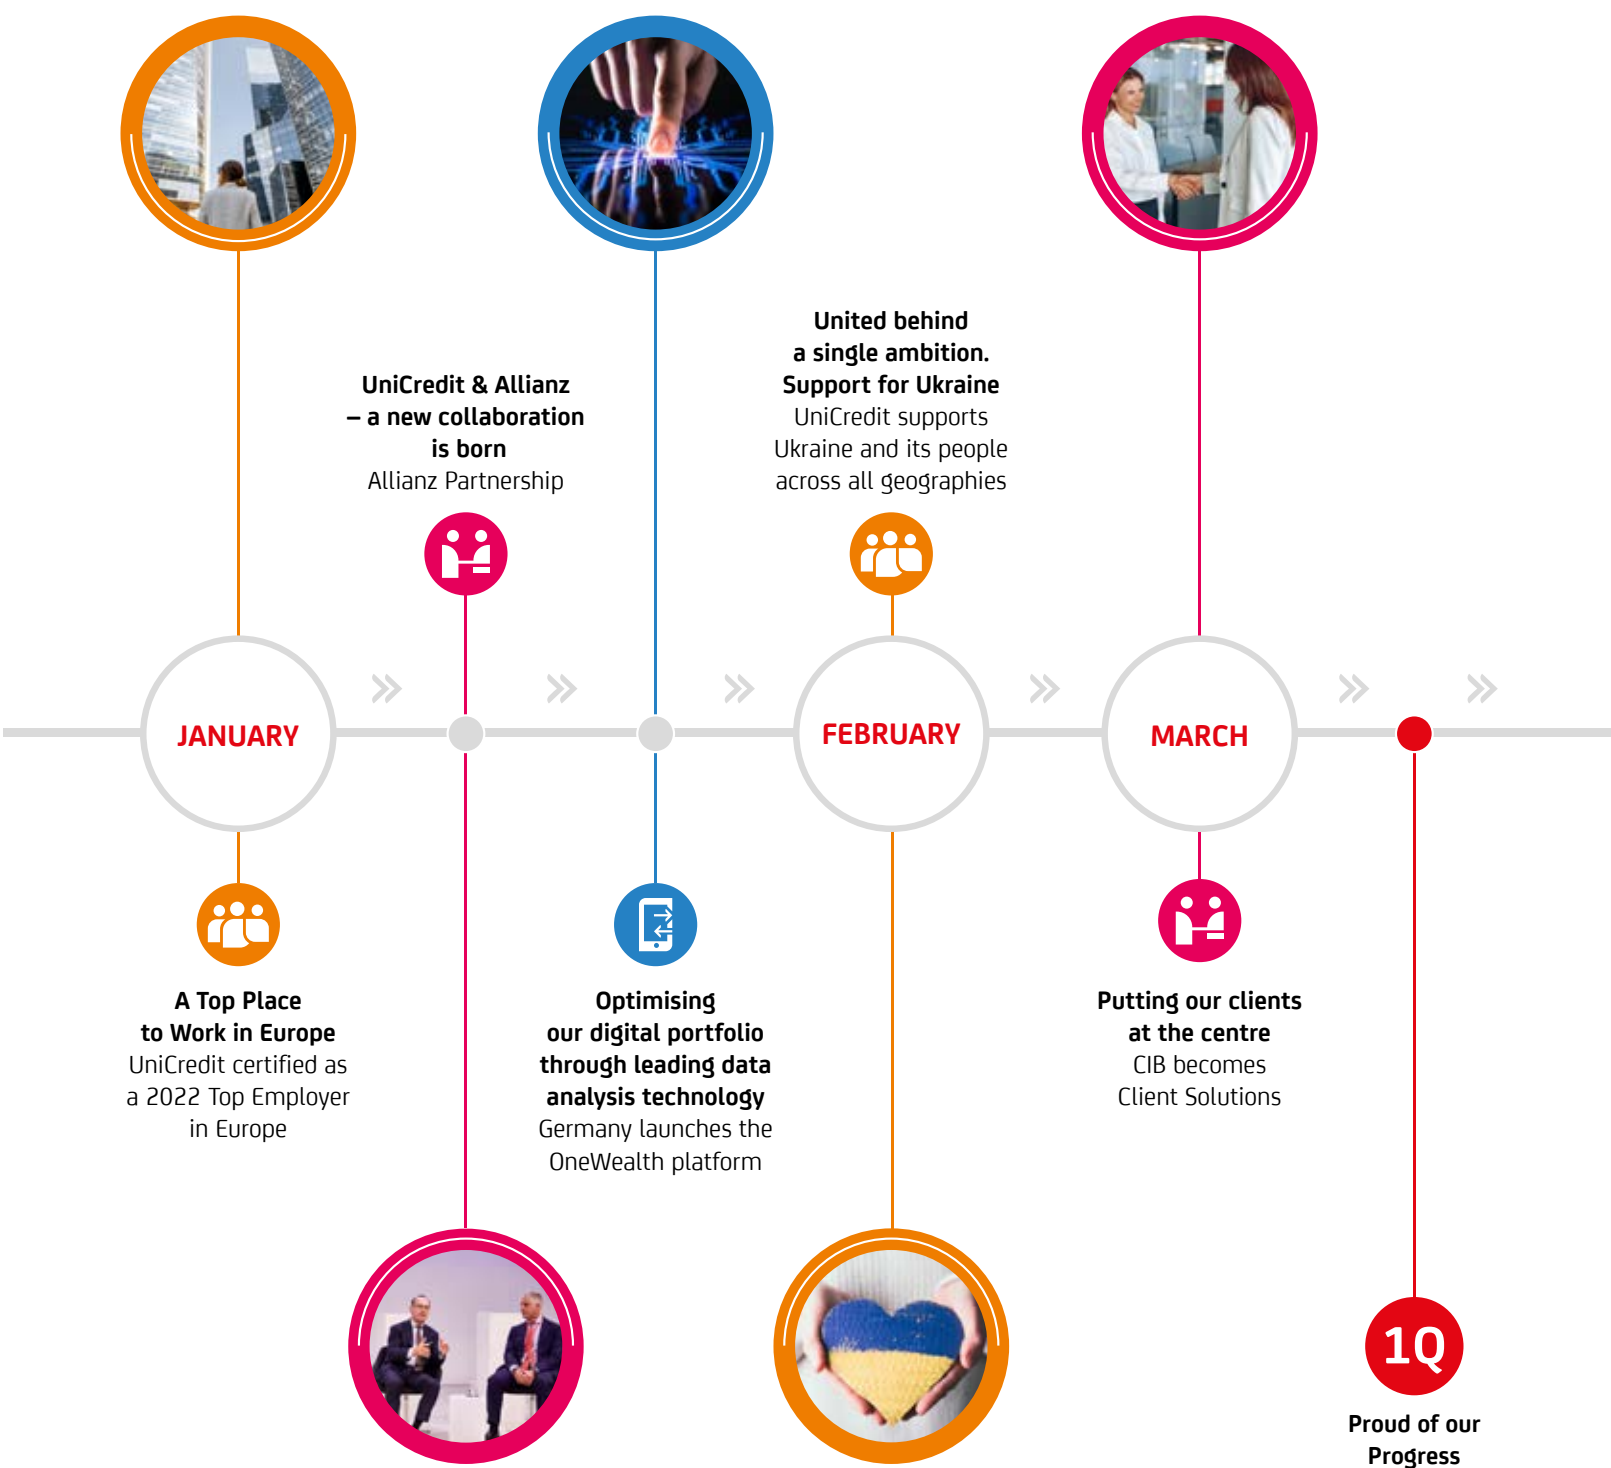 UniCredit & Allianz
– a new collaboration
is born
Allianz Partnership
United behind
a single ambition.
Support for Ukraine
UniCredit supports
Ukraine and its people
across all geographies
JANUARY
FEBRUARY
MARCH
A Top Place
to Work in Europe
UniCredit certified as
a 2022 Top Employer
in Europe
Optimising
our digital portfolio
through leading data
analysis technology
Germany launches the
OneWealth platform
Putting our clients
at the centre
CIB becomes
Client Solutions
1Q
Proud of our
Progress